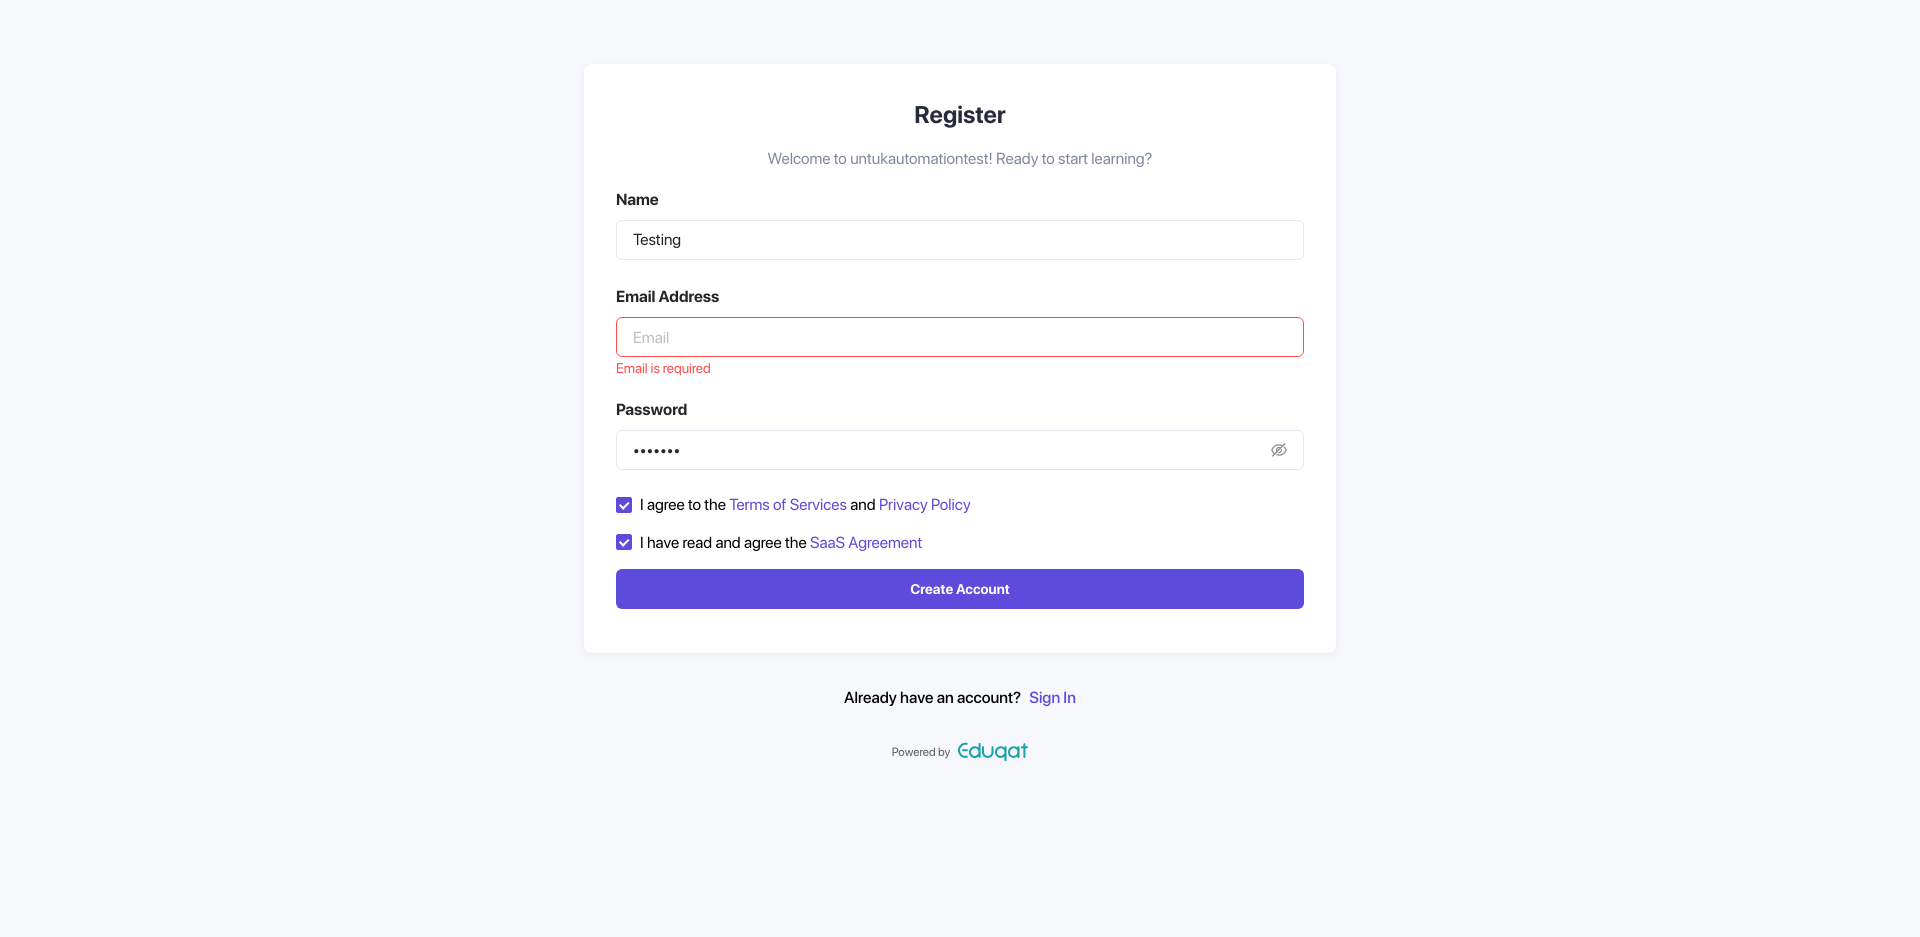 Register
Welcome to untukautomationtest! Ready to start learning?
Name
Testing
Email Address
Email
Email is required
Password
•••••••
I agree to the Terms of Services and Privacy Policy
I have read and agree the SaaS Agreement
Create Account
Already have an account? Sign In
Powered by Eduqat